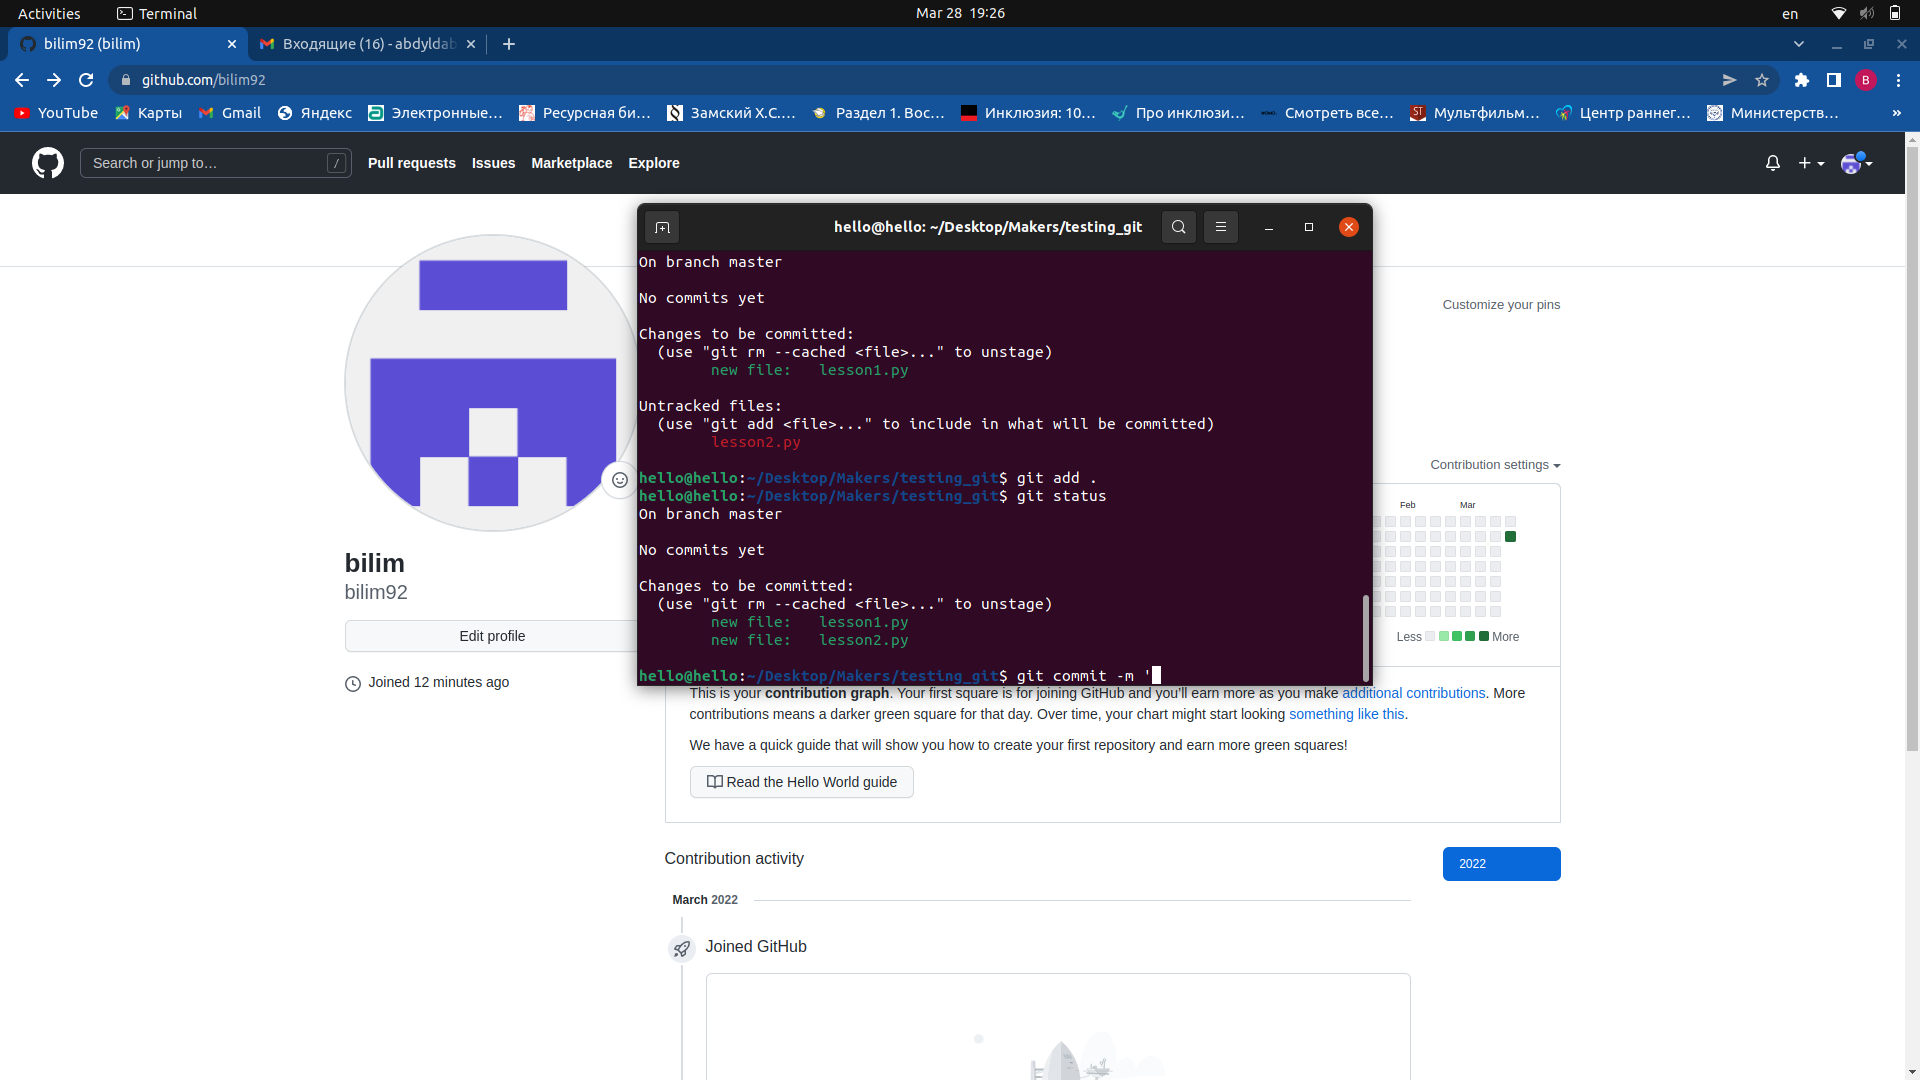 Activities
Terminal
Mar 28 19:26
en
bilim92 (bilim)
Входящие (16) - abdyldab
github.com/bilim92
B
YouTube
Карты
Gmail
Яндекс
Электронные…
Ресурсная би…
Замский Х.С.…
Раздел 1. Вос…
Инклюзия: 10…
Про инклюзи…
Смотреть все…
Мультфильм…
Центр раннег…
Министерств…
»
Search or jump to…
/
Pull requests
Issues
Marketplace
Explore
hello@hello: ~/Desktop/Makers/testing_git
On branch master
No commits yet
Changes to be committed:
(use "git rm --cached <file>..." to unstage)
new file:   lesson1.py
Untracked files:
(use "git add <file>..." to include in what will be committed)
lesson2.py
hello@hello:~/Desktop/Makers/testing_git$ git add .
hello@hello:~/Desktop/Makers/testing_git$ git status
On branch master
No commits yet
Changes to be committed:
(use "git rm --cached <file>..." to unstage)
new file:   lesson1.py
new file:   lesson2.py
hello@hello:~/Desktop/Makers/testing_git$ git commit -m '
bilim
bilim92
Edit profile
Joined 12 minutes ago
Customize your pins
Contribution settings
Feb
Mar
Less
More
This is your contribution graph. Your first square is for joining GitHub and you'll earn more as you make additional contributions. More
contributions means a darker green square for that day. Over time, your chart might start looking something like this.
We have a quick guide that will show you how to create your first repository and earn more green squares!
Read the Hello World guide
Contribution activity
2022
March 2022
Joined GitHub